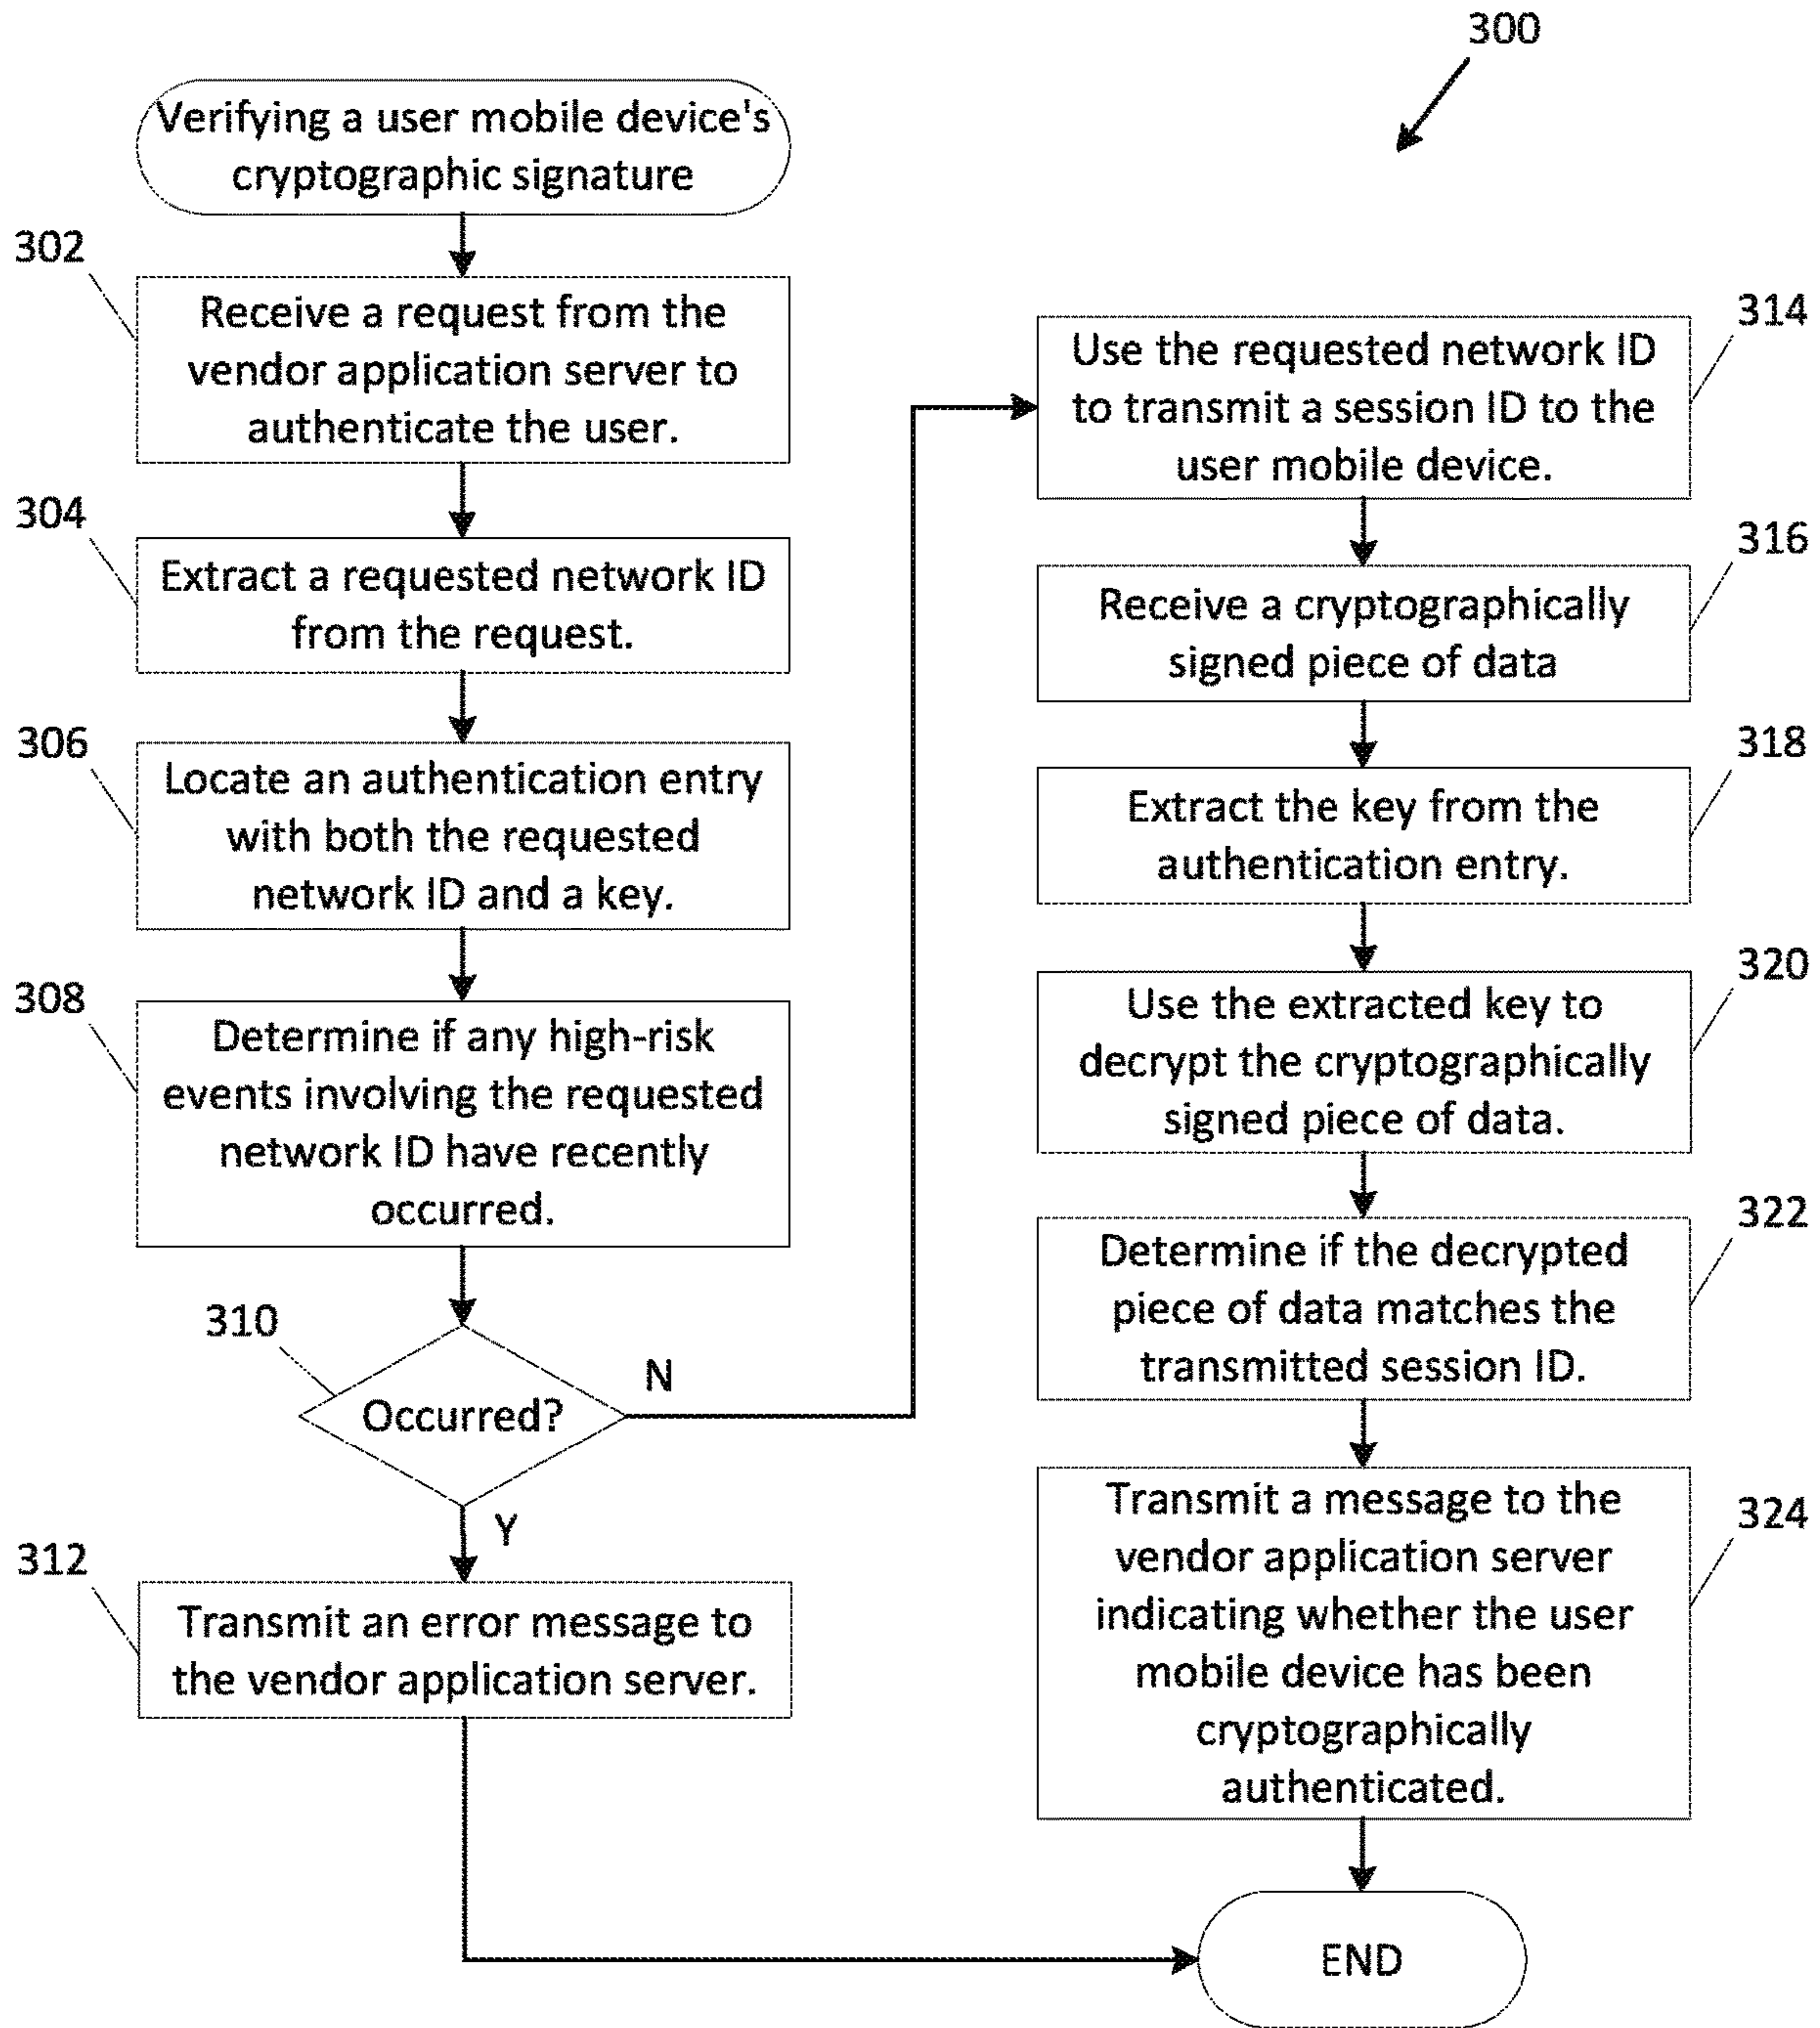 300
Verifying a user mobile device's
cryptographic signature
302
Receive a request from the
vendor application server to
authenticate the user.
304
Extract a requested network ID
from the request.
306
Locate an authentication entry
with both the requested
network ID and a key.
308
Determine if any high-risk
events involving the requested
network ID have recently
occurred.
310
Occurred?
N
Y
312
Transmit an error message to
the vendor application server.
314
Use the requested network ID
to transmit a session ID to the
user mobile device.
316
Receive a cryptographically
signed piece of data
318
Extract the key from the
authentication entry.
320
Use the extracted key to
decrypt the cryptographically
signed piece of data.
322
Determine if the decrypted
piece of data matches the
transmitted session ID.
324
Transmit a message to the
vendor application server
indicating whether the user
mobile device has been
cryptographically
authenticated.
END